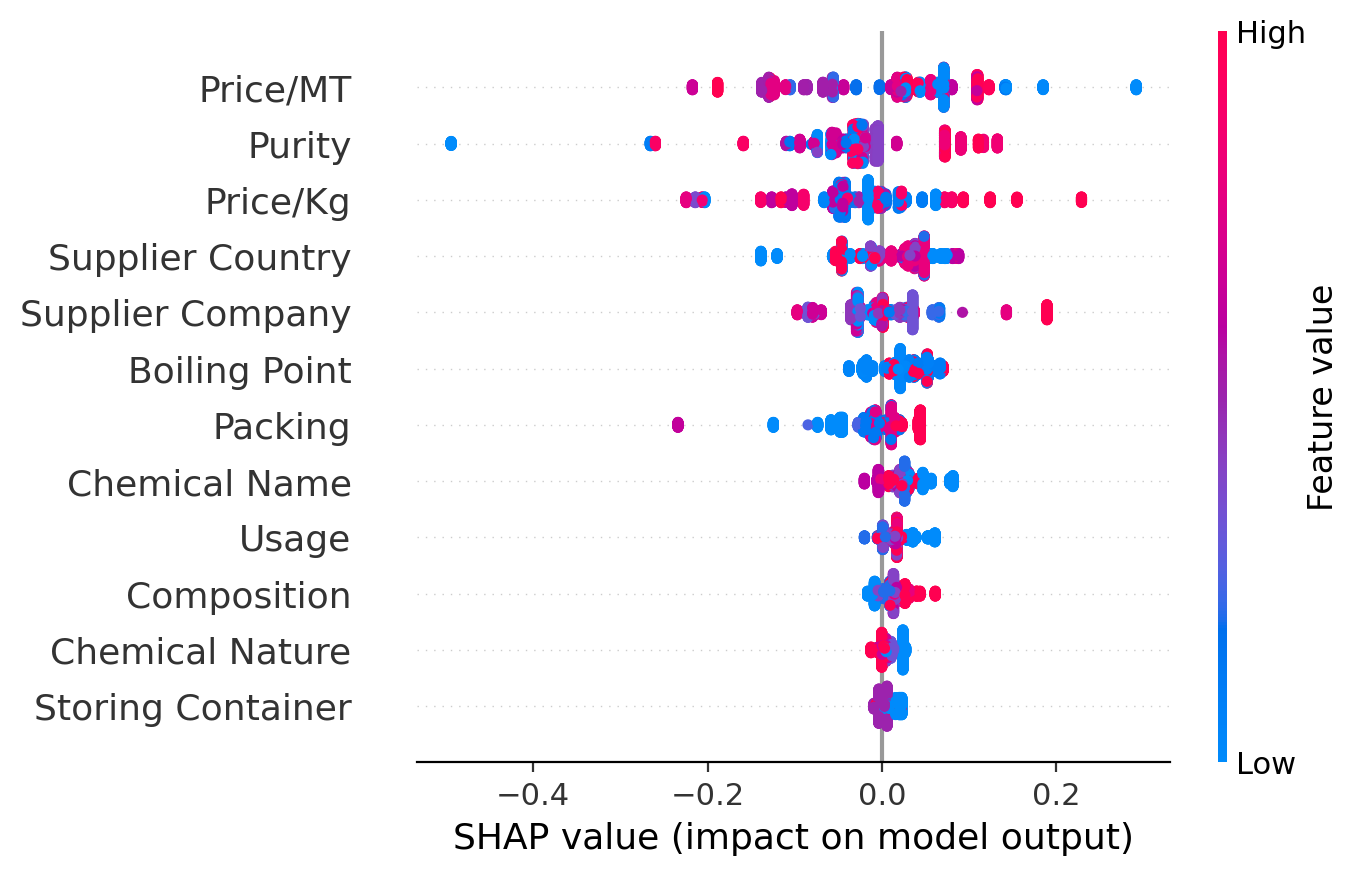 High
Price/MT
Purity
Price/Kg
Supplier Country
Supplier Company
Boiling Point
Packing
Chemical Name
Usage
Composition
Chemical Nature
Storing Container
Feature value
Low
−0.4 −0.2 0.0 0.2
SHAP value (impact on model output)